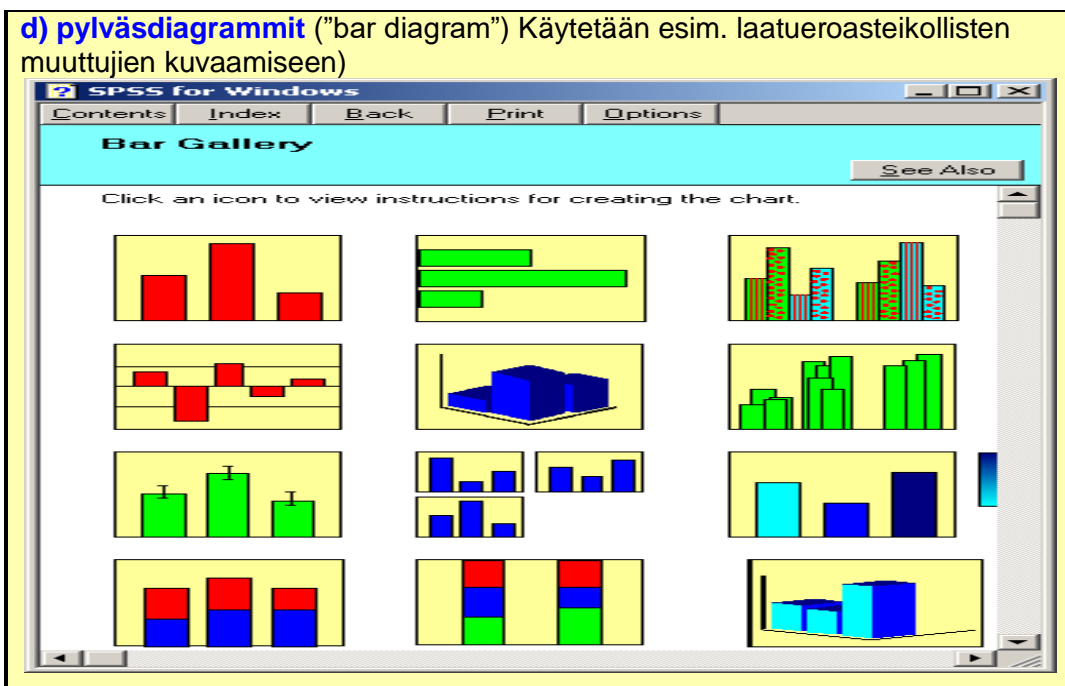 d) pylväsdiagrammit (”bar diagram”) Käytetään esim. laatueroasteikollisten
muuttujien kuvaamiseen)
SPSS for Windows
Contents Index Back Print Options
Bar Gallery
See Also
Click an icon to view instructions for creating the chart.